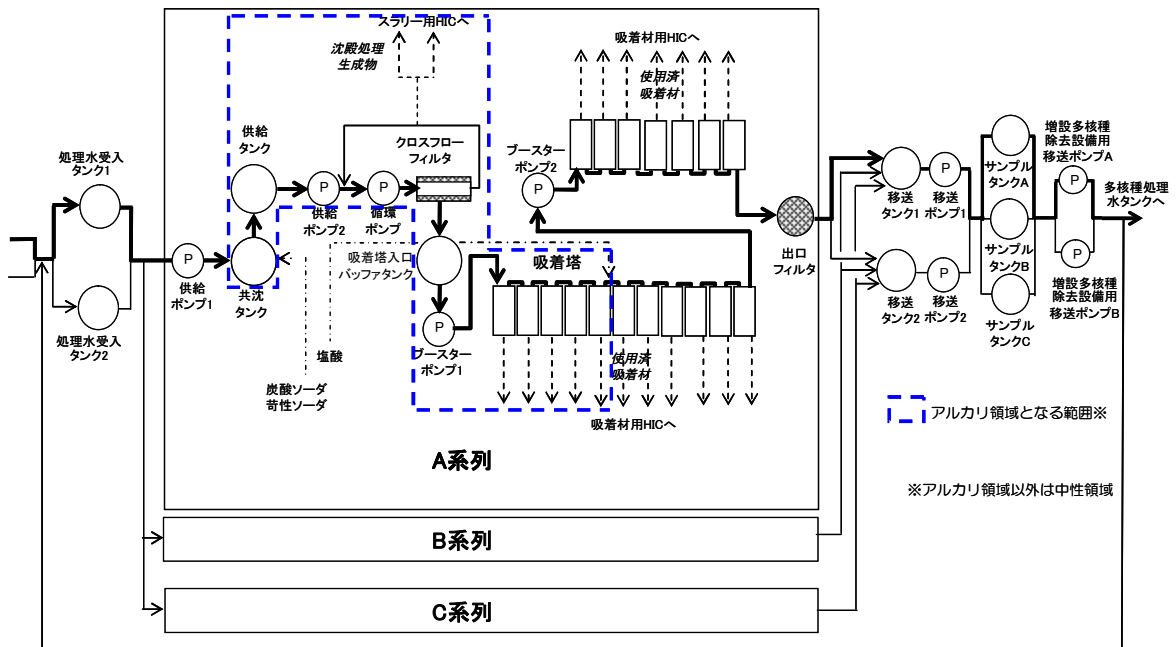 スラリー用HICへ
沈殿処理
生成物
吸着材用HICへ
使用済
吸着材
供給
タンク
クロスフロー
フィルタ
ブースター
ポンプ2
処理水受入
タンク1
P
供給
ポンプ2
P
循環
ポンプ
P
P
供給
ポンプ1
共沈
タンク
吸着塔入口
バッファタンク
吸着塔
出口
フィルタ
P
ブースター
ポンプ1
処理水受入
タンク2
塩酸
炭酸ソーダ
苛性ソーダ
使用済
吸着材
吸着材用HICへ
A系列
B系列
C系列
移送
タンク1
P
移送
ポンプ1
移送
タンク2
P
移送
ポンプ2
サンプル
タンクA
サンプル
タンクB
サンプル
タンクC
増設多核種
除去設備用
移送ポンプA
P
多核種処理
水タンクへ
P
増設多核種
除去設備用
移送ポンプB
アルカリ領域となる範囲※
※アルカリ領域以外は中性領域